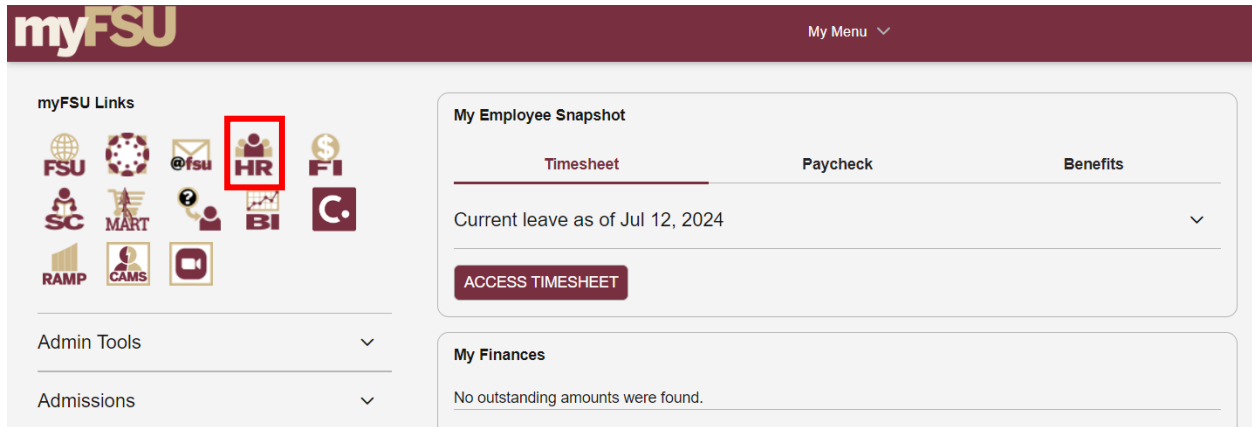 myFSU
My Menu
myFSU Links
FSU
@fsu
HR
$
FI
SC
MART
?
BI
C.
RAMP
CAMS
Admin Tools
Admissions
My Employee Snapshot
Timesheet Paycheck Benefits
Current leave as of Jul 12, 2024
ACCESS TIMESHEET
My Finances
No outstanding amounts were found.